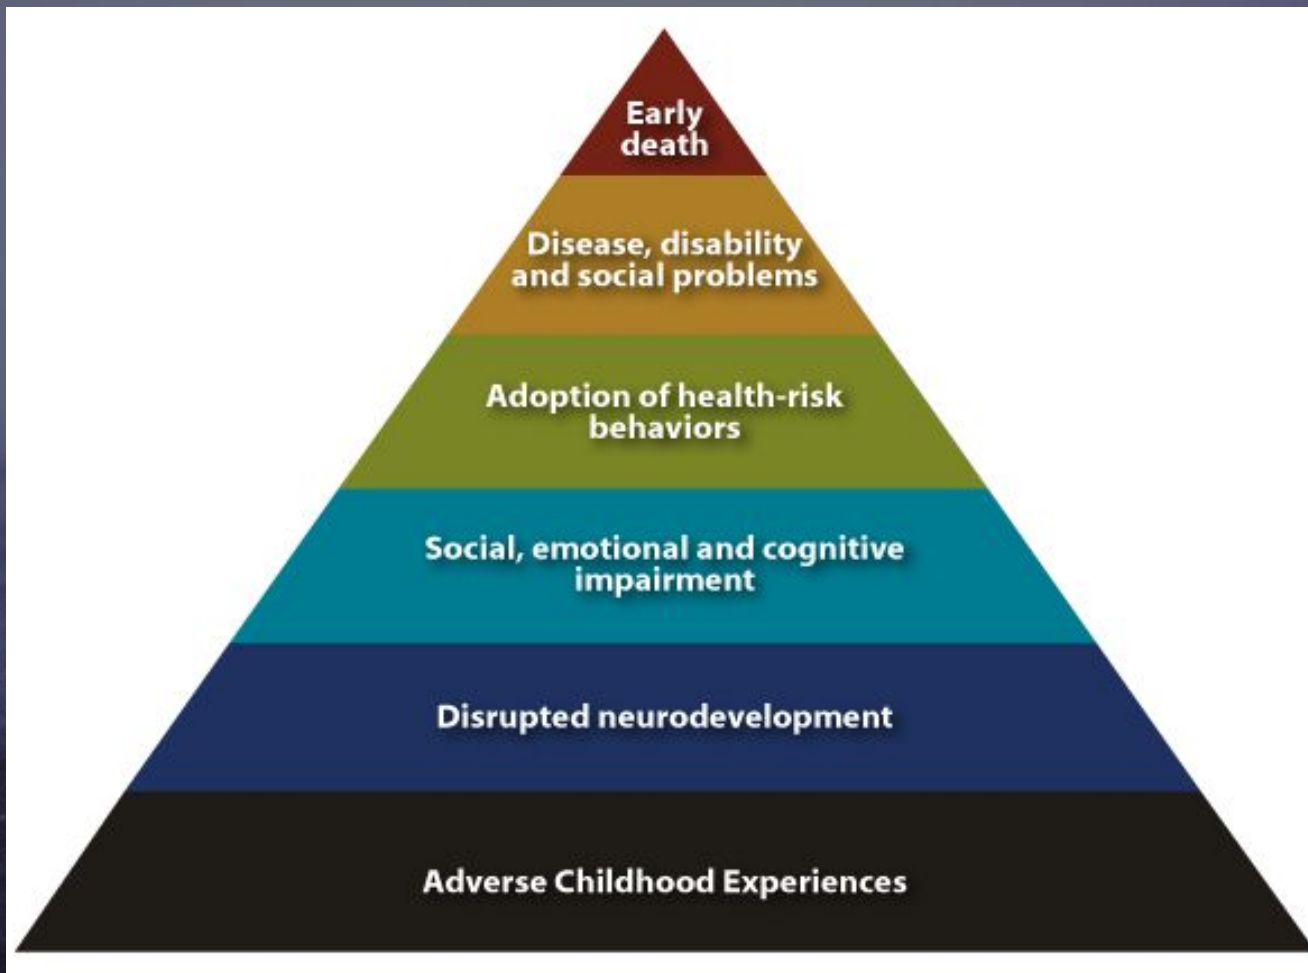 Early
death
Disease, disability
and social problems
Adoption of health-risk
behaviors
Social, emotional and cognitive
impairment
Disrupted neurodevelopment
Adverse Childhood Experiences